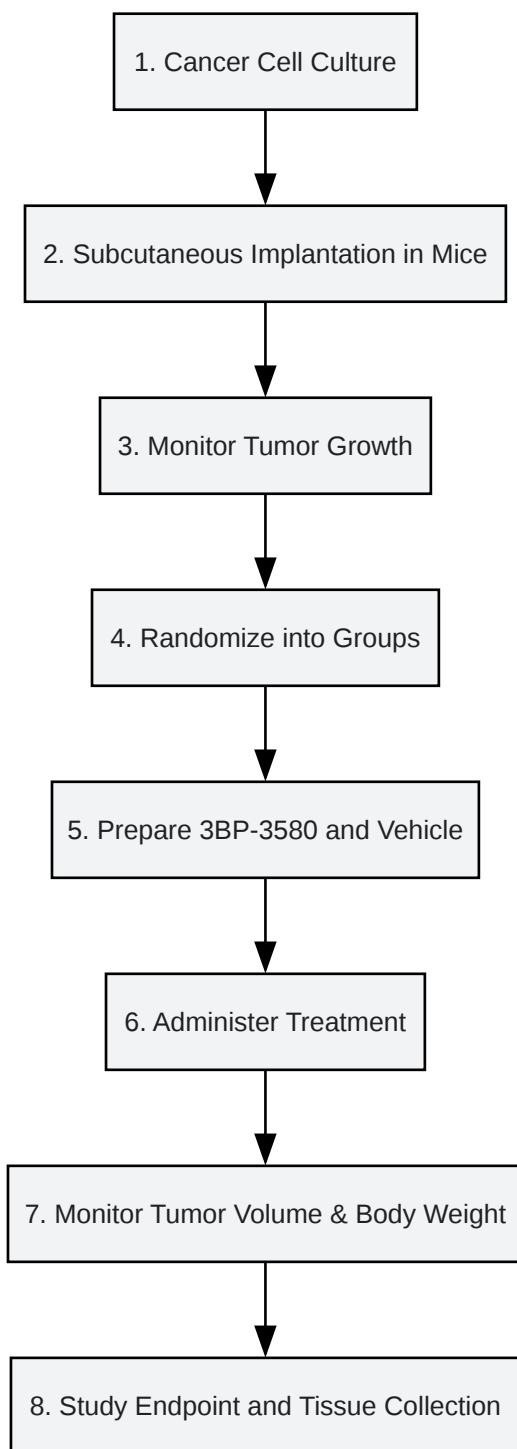 1. Cancer Cell Culture
2. Subcutaneous Implantation in Mice
3. Monitor Tumor Growth
4. Randomize into Groups
5. Prepare 3BP-3580 and Vehicle
6. Administer Treatment
7. Monitor Tumor Volume & Body Weight
8. Study Endpoint and Tissue Collection